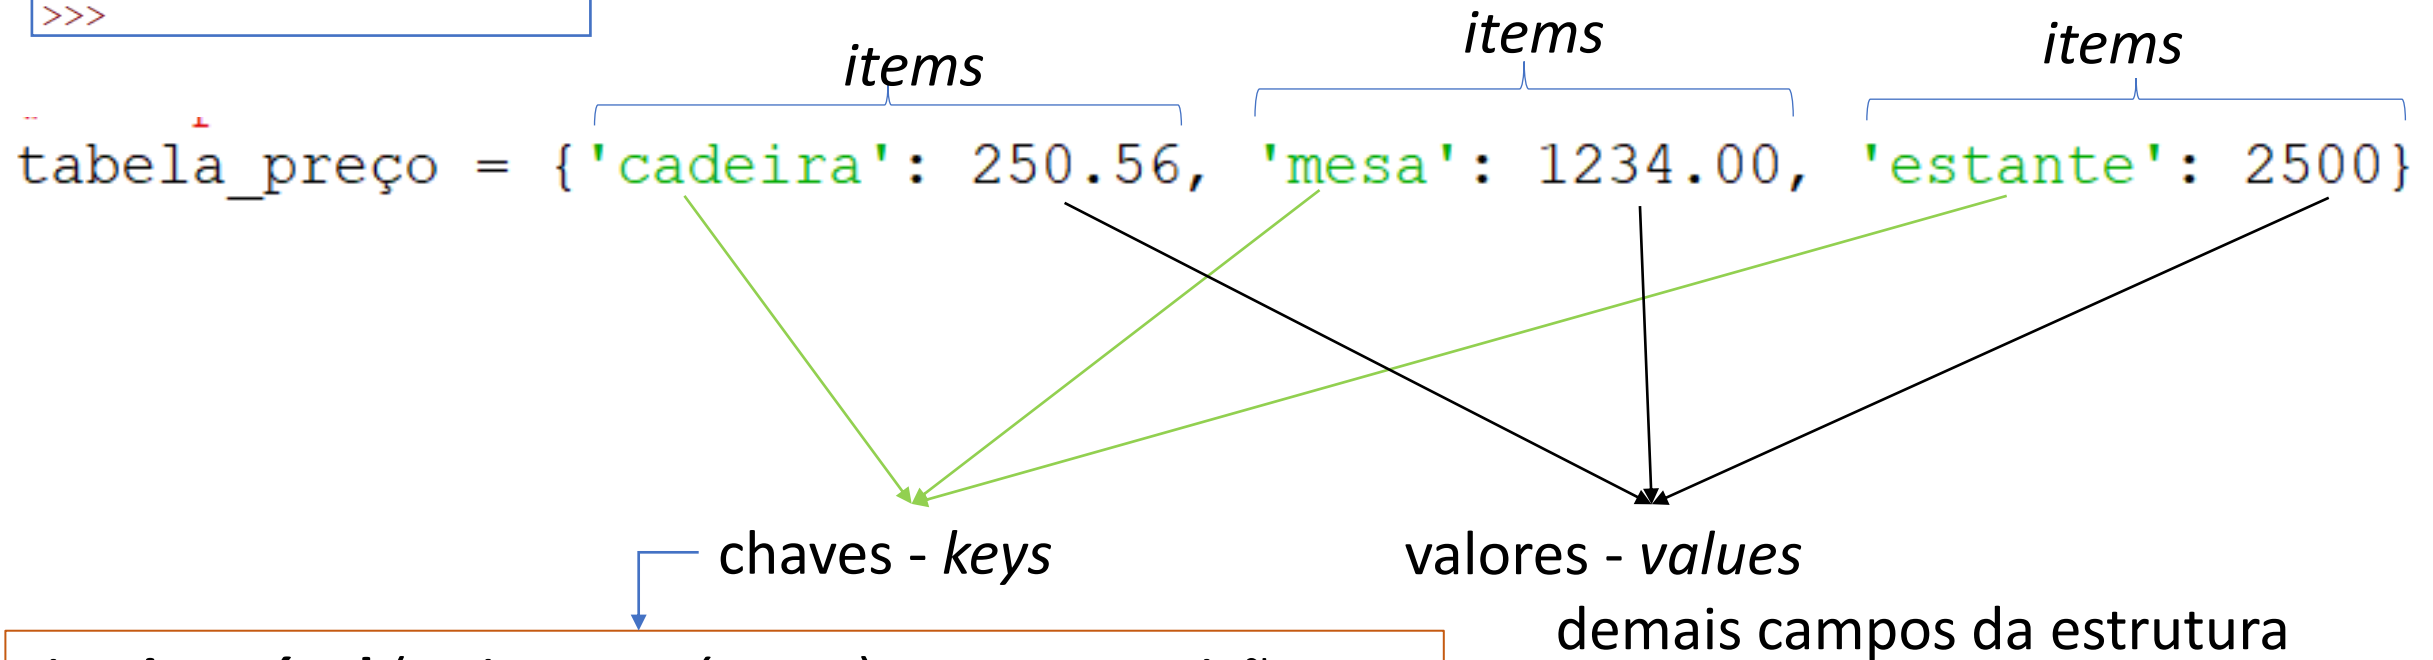 >>>
items items items
tabela_preço = {'cadeira': 250.56, 'mesa': 1234.00, 'estante': 2500}
chaves - keys valores - values
demais campos da estrutura